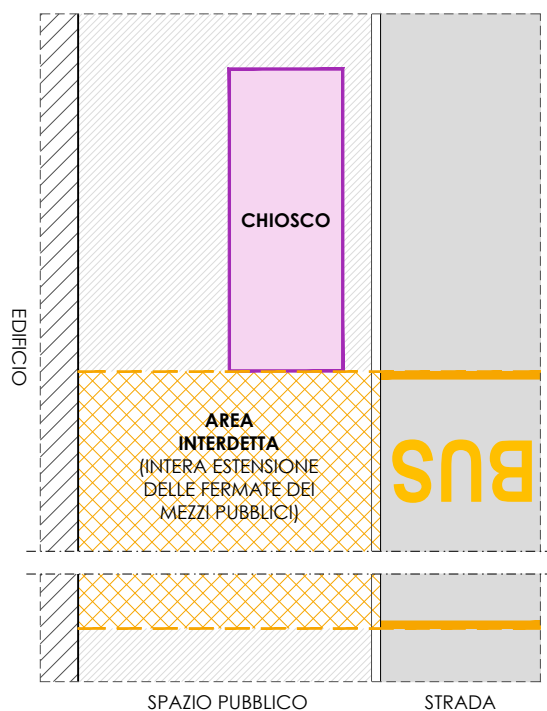 CHIOSCO
EDIFICIO
AREA
INTERDETTA
(INTERA ESTENSIONE
DELLE FERMATE DEI
MEZZI PUBBLICI)
BUS
SPAZIO PUBBLICO
STRADA